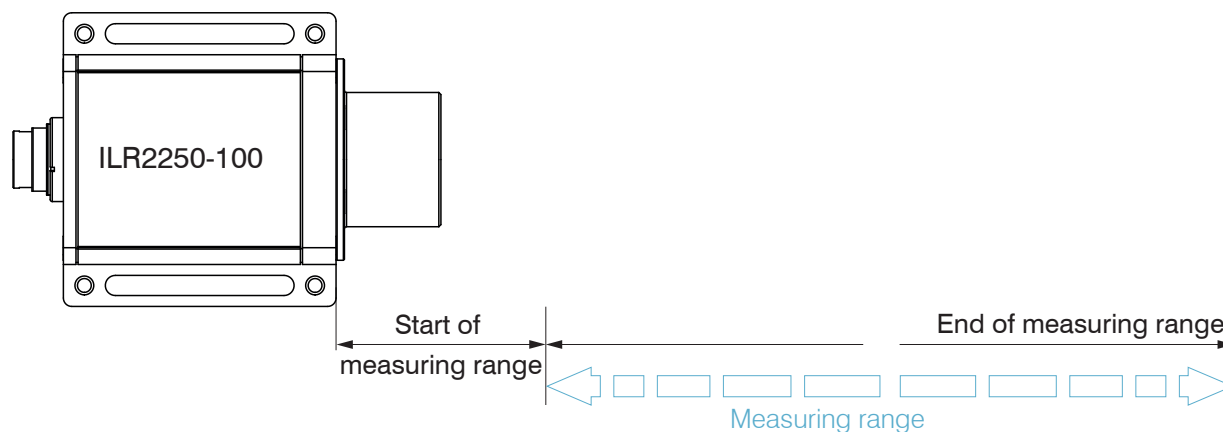 ILR2250-100
Start of
measuring range
End of measuring range
Measuring range